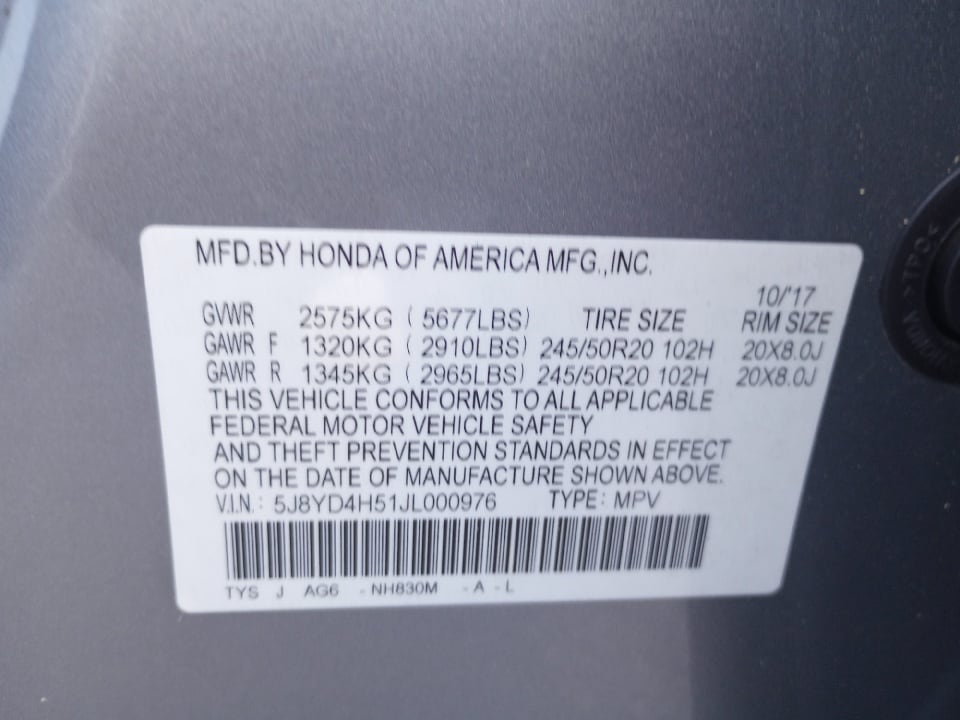 MFD.BY HONDA OF AMERICA MFG.,INC.
10/'17
GVWR 2575KG ( 5677LBS) TIRE SIZE RIM SIZE
GAWR F 1320KG ( 2910LBS) 245/50R20 102H 20X8.0J
GAWR R 1345KG ( 2965LBS) 245/50R20 102H 20X8.0J
THIS VEHICLE CONFORMS TO ALL APPLICABLE
FEDERAL MOTOR VEHICLE SAFETY
AND THEFT PREVENTION STANDARDS IN EFFECT
ON THE DATE OF MANUFACTURE SHOWN ABOVE.
V.I.N.: 5J8YD4H51JL000976 TYPE: MPV
TYS J AG6 -NH830M -A -L
>TPO<